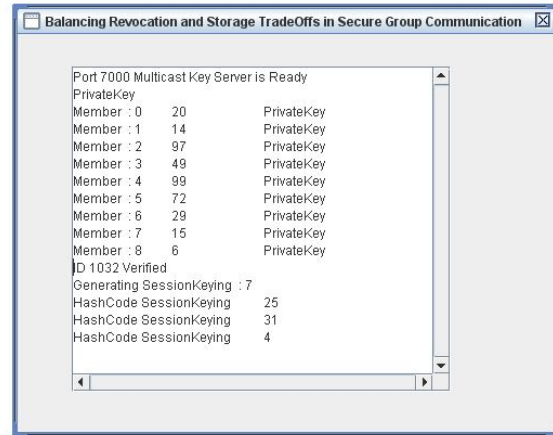 Balancing Revocation and Storage TradeOffs in Secure Group Communication
Port 7000 Multicast Key Server is Ready
PrivateKey
Member : 0 20 PrivateKey
Member : 1 14 PrivateKey
Member : 2 97 PrivateKey
Member : 3 49 PrivateKey
Member : 4 99 PrivateKey
Member : 5 72 PrivateKey
Member : 6 29 PrivateKey
Member : 7 15 PrivateKey
Member : 8 6 PrivateKey
ID 1032 Verified
Generating SessionKeying : 7
HashCode SessionKeying 25
HashCode SessionKeying 31
HashCode SessionKeying 4